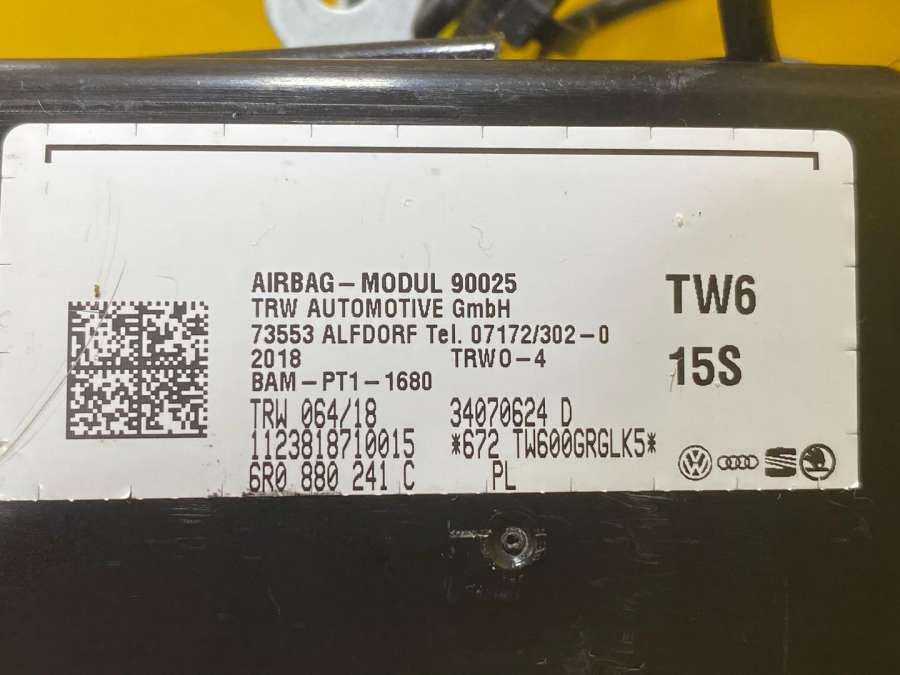 AIRBAG-MODUL 90025
TRW AUTOMOTIVE GmbH
73553 ALFDORF Tel. 07172/302-0
2018 TRW0-4
BAM-PT1-1680
TRW 064/18 34070624 D
1123818710015 *672 TW600GRGLK5*
6R0 880 241 C PL
TW6
15S